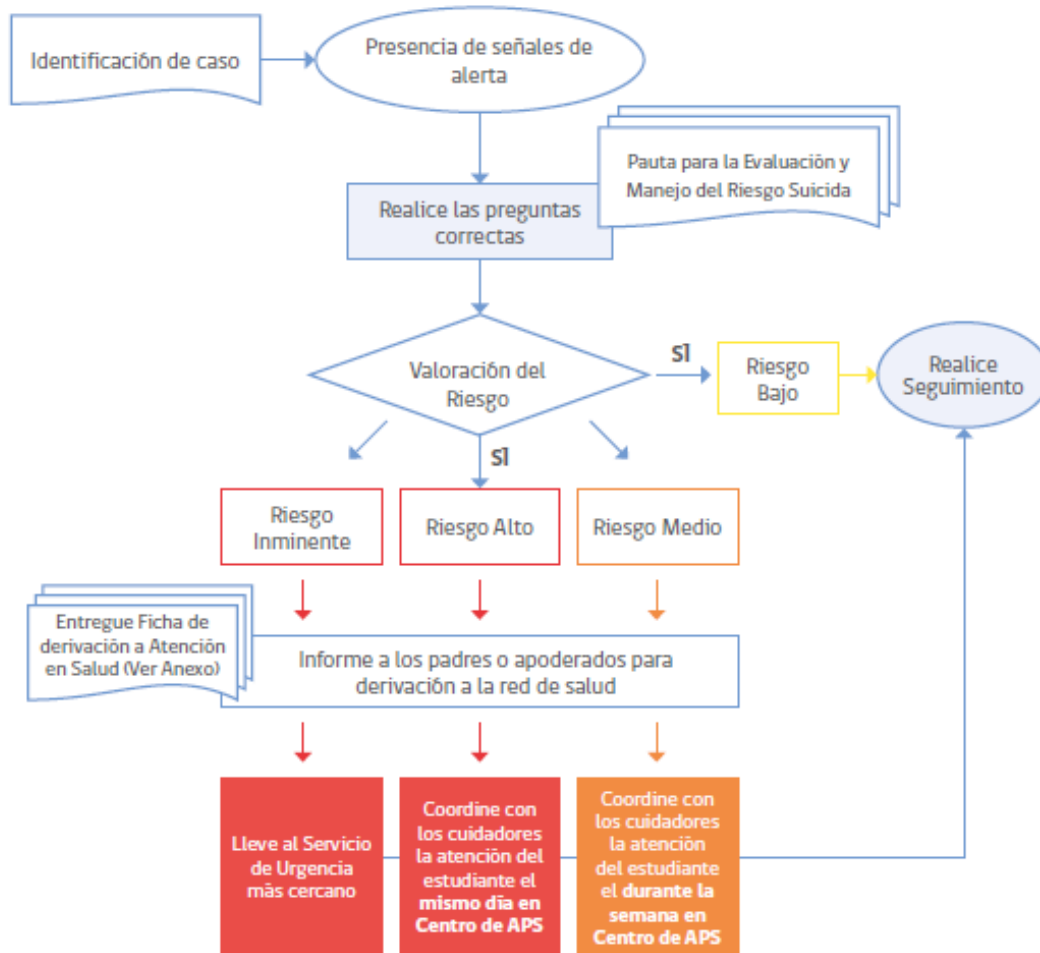 Identificación de caso
Presencia de señales de
alerta
Pauta para la Evaluación y
Manejo del Riesgo Suicida
Realice las preguntas
correctas
Valoración del
Riesgo
SÍ
Riesgo
Bajo
Realice
Seguimiento
SÍ
Riesgo
Inminente
Riesgo Alto
Riesgo Medio
Entregue Ficha de
derivación a Atención
en Salud (Ver Anexo)
Informe a los padres o apoderados para
derivación a la red de salud
Lleve al Servicio
de Urgencia
más cercano
Coordine con
los cuidadores
la atención del
estudiante el
mismo día en
Centro de APS
Coordine con
los cuidadores
la atención
del estudiante
el durante la
semana en
Centro de APS